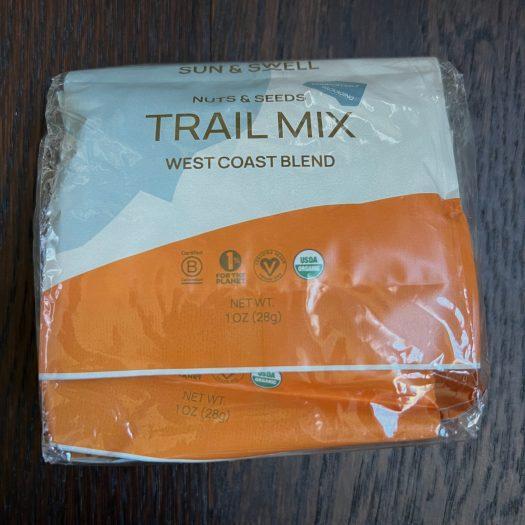 SUN & SWELL
NUTS & SEEDS
TRAIL MIX
WEST COAST BLEND
Certified
B
Corporation
1%
FOR THE
PLANET
V
USDA
ORGANIC
NET WT.
1 OZ (28g)
PLANET
ORGANIC
NET WT.
1 OZ (28g)